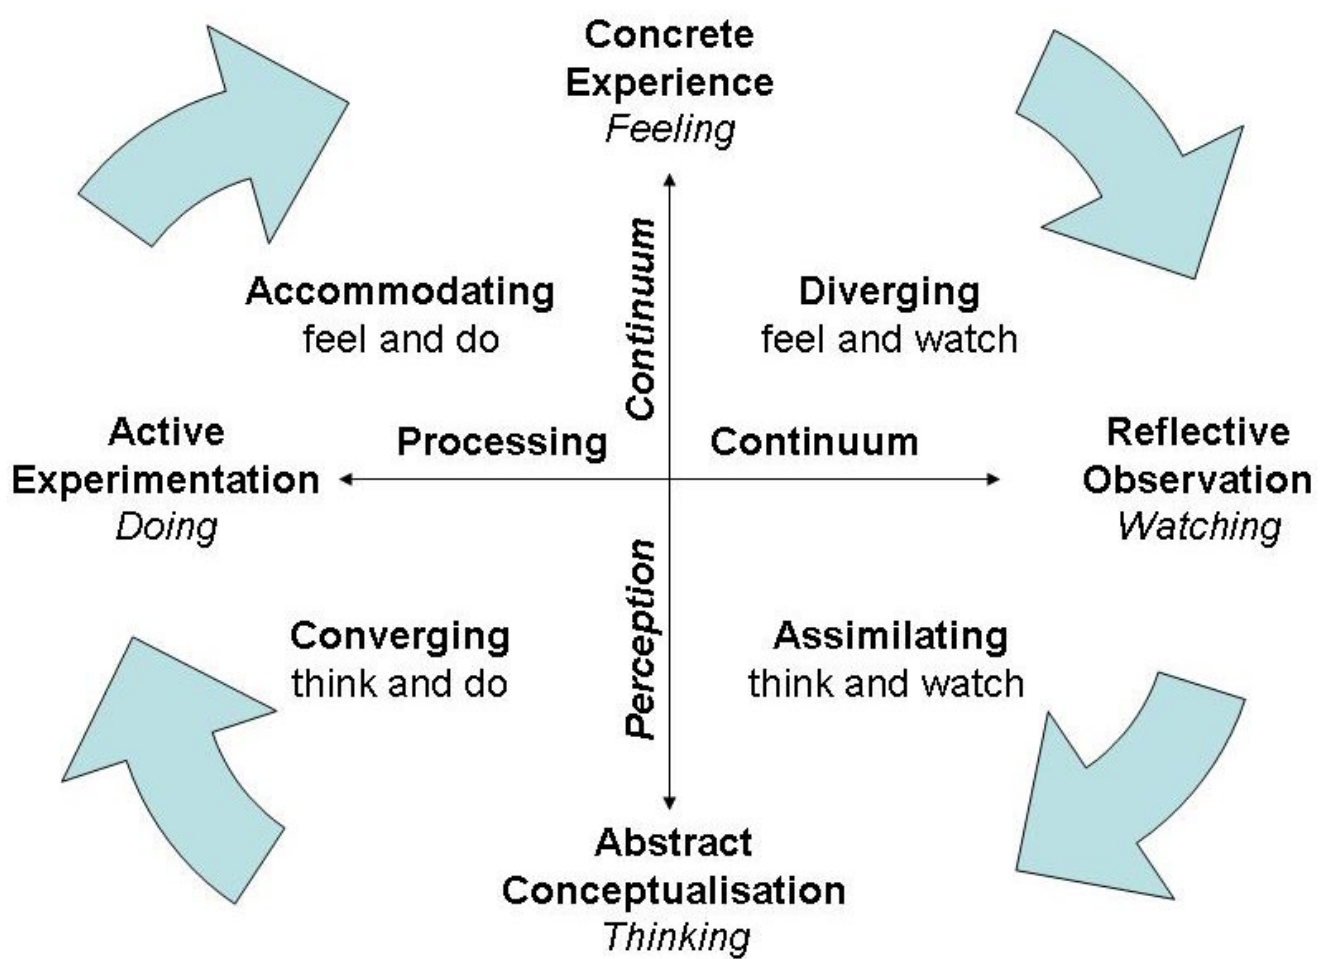 Concrete
Experience
Feeling
Continuum
Accommodating
feel and do
Diverging
feel and watch
Active
Experimentation
Doing
Processing
Continuum
Reflective
Observation
Watching
Perception
Converging
think and do
Assimilating
think and watch
Abstract
Conceptualisation
Thinking